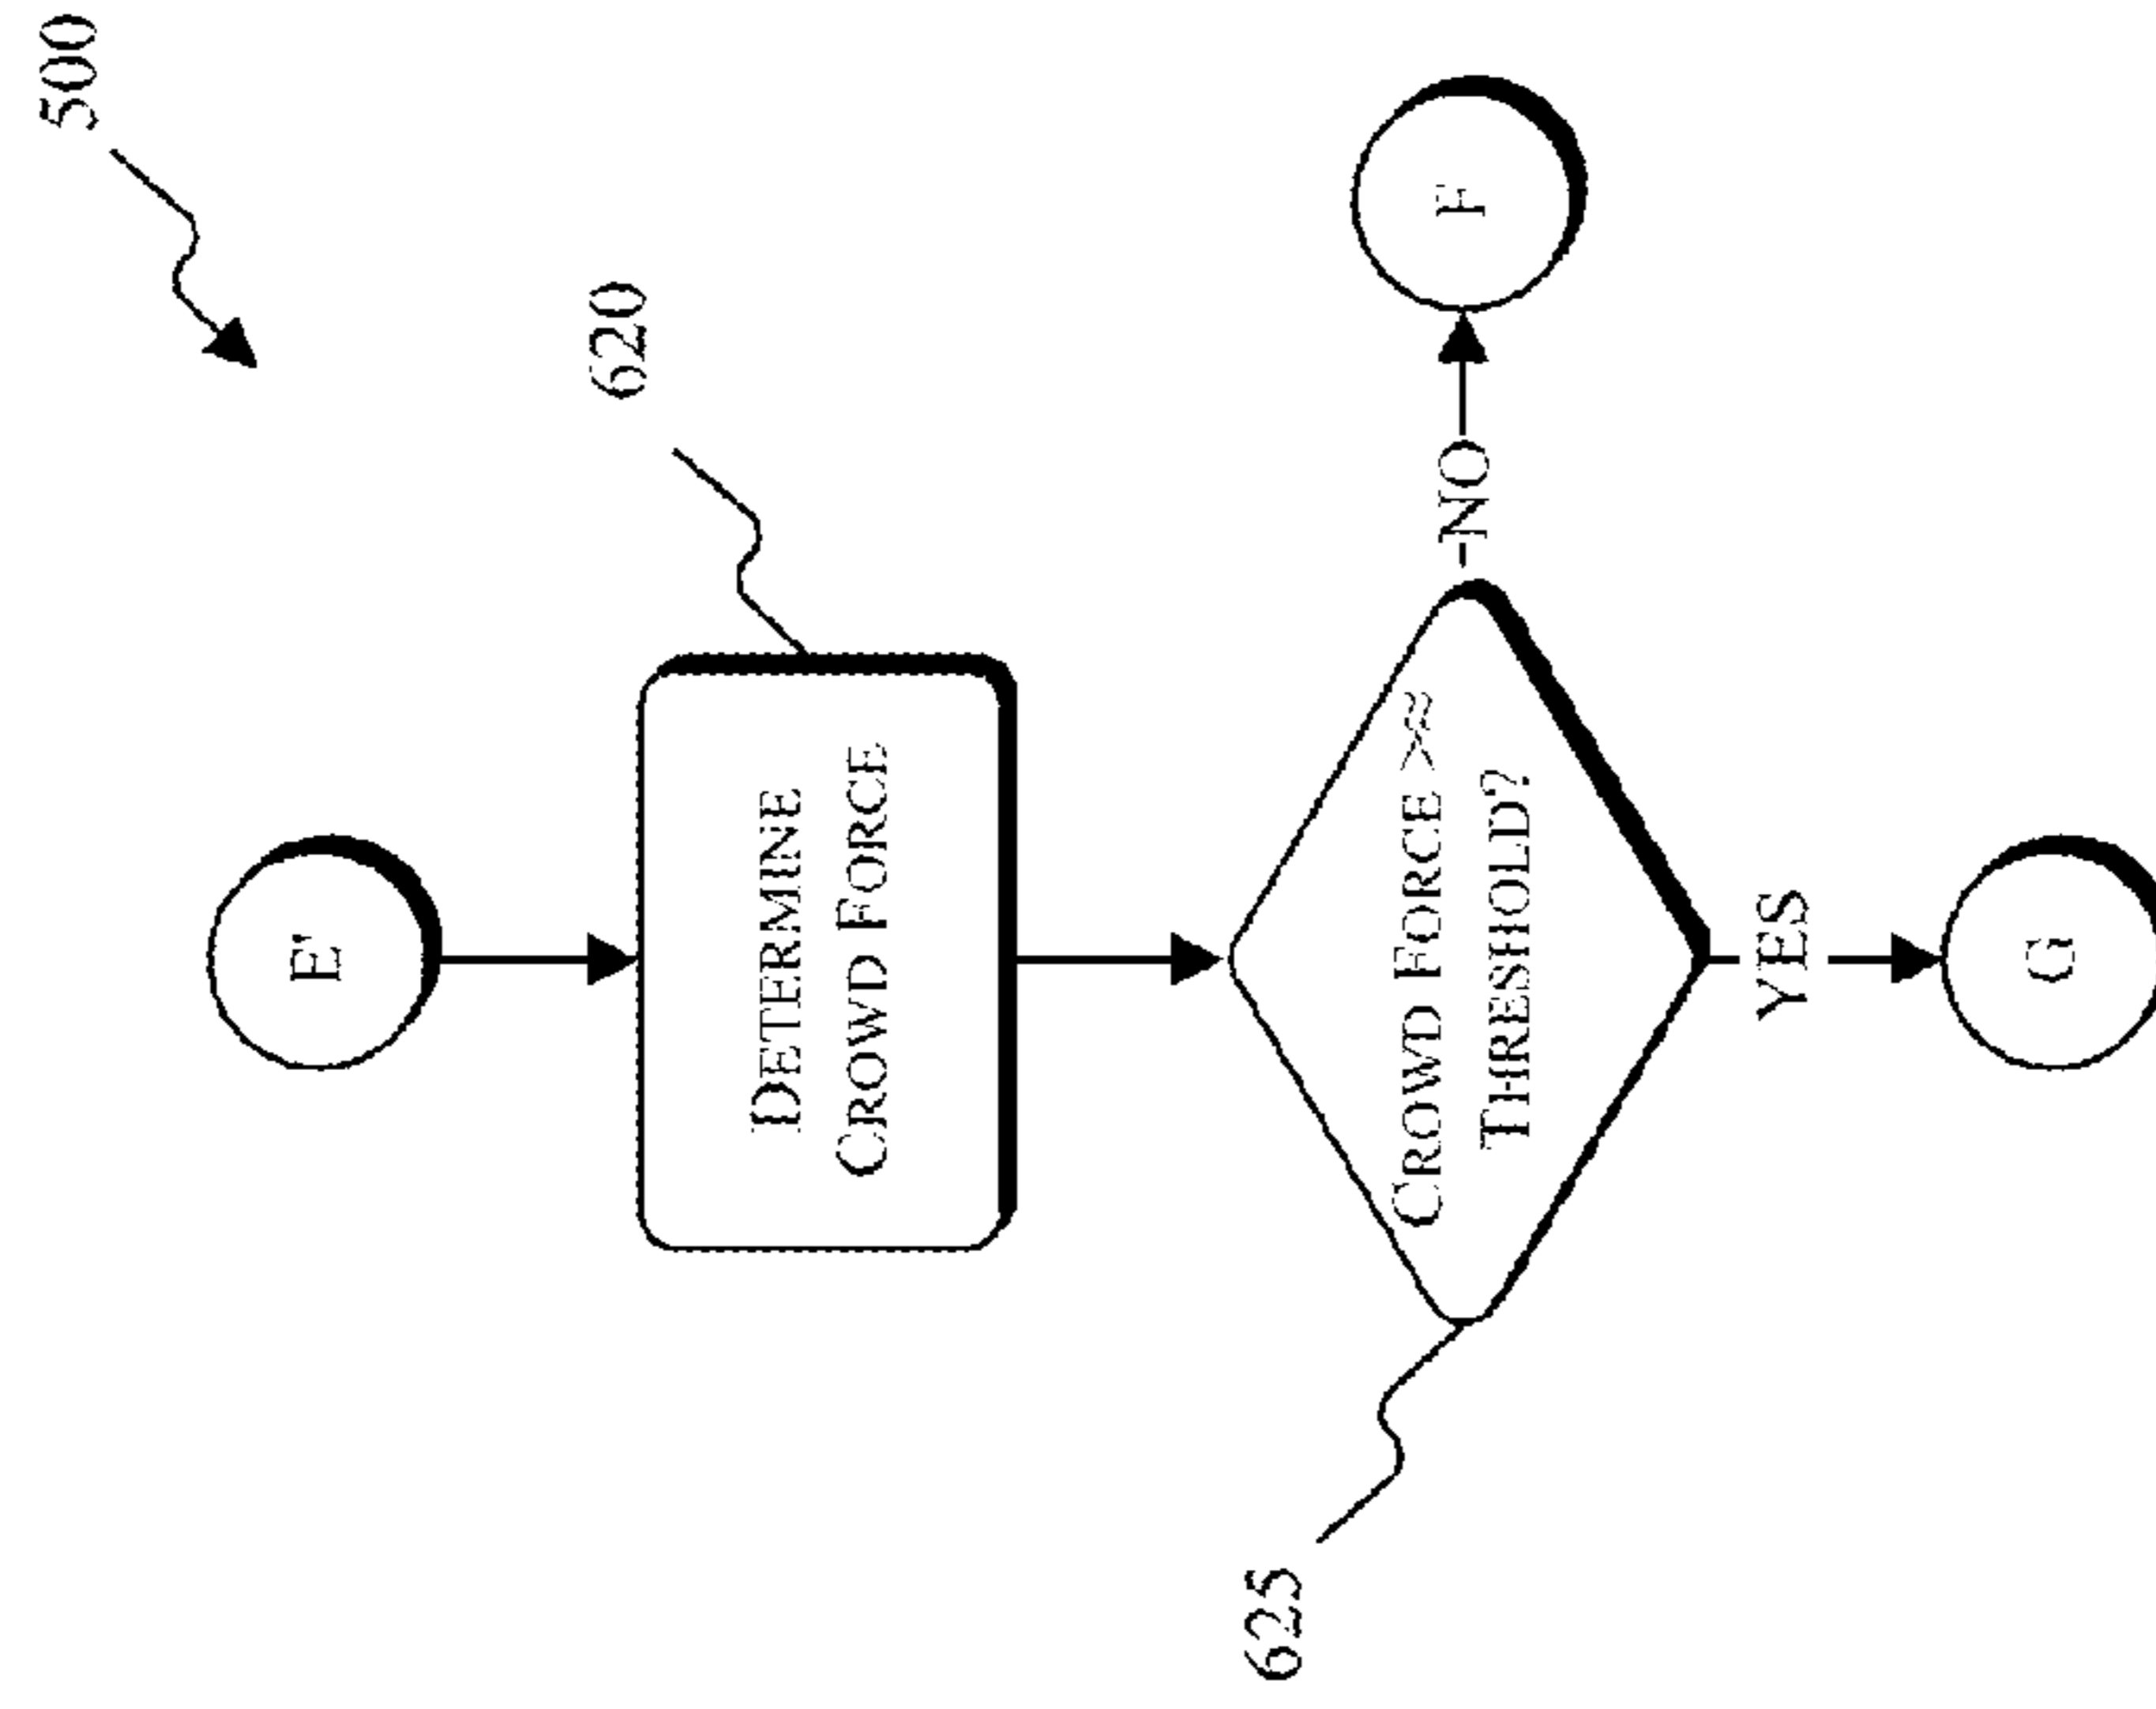 500
E'
620
DETERMINE
CROWD FORCE
CROWD FORCE >≈
THRESHOLD?
NO
F
625
YES
G